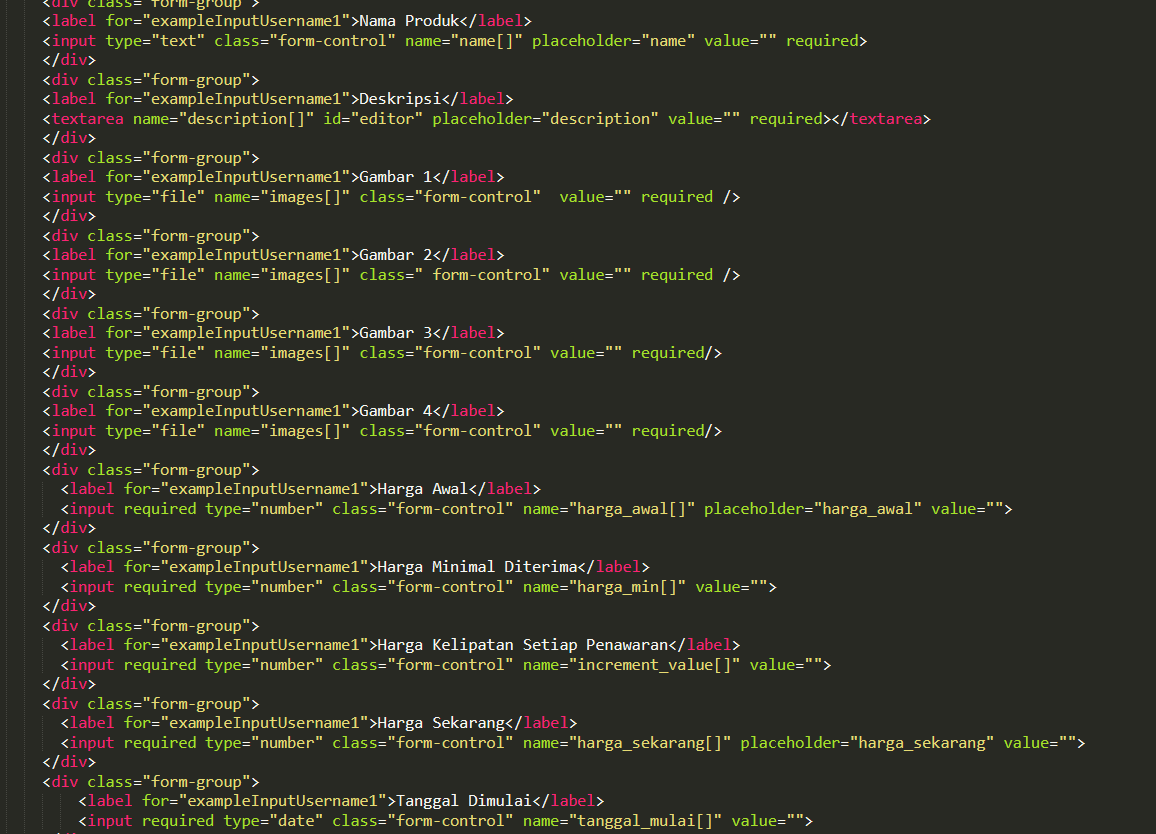 <div class="form-group">
<label for="exampleInputUsername1">Nama Produk</label>
<input type="text" class="form-control" name="name[]" placeholder="name" value="" required>
</div>
<div class="form-group">
<label for="exampleInputUsername1">Deskripsi</label>
<textarea name="description[]" id="editor" placeholder="description" value="" required></textarea>
</div>
<div class="form-group">
<label for="exampleInputUsername1">Gambar 1</label>
<input type="file" name="images[]" class="form-control"  value="" required />
</div>
<div class="form-group">
<label for="exampleInputUsername1">Gambar 2</label>
<input type="file" name="images[]" class=" form-control" value="" required />
</div>
<div class="form-group">
<label for="exampleInputUsername1">Gambar 3</label>
<input type="file" name="images[]" class="form-control" value="" required/>
</div>
<div class="form-group">
<label for="exampleInputUsername1">Gambar 4</label>
<input type="file" name="images[]" class="form-control" value="" required/>
</div>
<div class="form-group">
  <label for="exampleInputUsername1">Harga Awal</label>
  <input required type="number" class="form-control" name="harga_awal[]" placeholder="harga_awal" value="">
</div>
<div class="form-group">
  <label for="exampleInputUsername1">Harga Minimal Diterima</label>
  <input required type="number" class="form-control" name="harga_min[]" value="">
</div>
<div class="form-group">
  <label for="exampleInputUsername1">Harga Kelipatan Setiap Penawaran</label>
  <input required type="number" class="form-control" name="increment_value[]" value="">
</div>
<div class="form-group">
  <label for="exampleInputUsername1">Harga Sekarang</label>
  <input required type="number" class="form-control" name="harga_sekarang[]" placeholder="harga_sekarang" value="">
</div>
<div class="form-group">
    <label for="exampleInputUsername1">Tanggal Dimulai</label>
    <input required type="date" class="form-control" name="tanggal_mulai[]" value="">